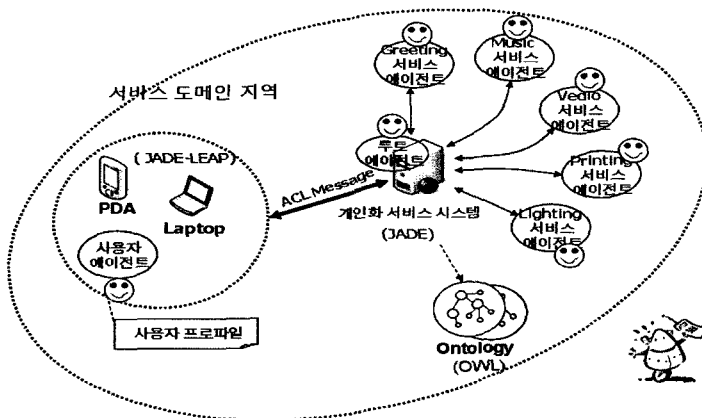 Greeting
서비스
에이전트
Music
서비스
에이전트
Vedio
서비스
에이전트
Printing
서비스
에이전트
Lighting
서비스
에이전트
서비스 도메인 지역
루트
에이전트
(JADE-LEAP)
PDA
Laptop
ACL Message
개인화 서비스 시스템
(JADE)
사용자
에이전트
사용자 프로파일
Ontology
(OWL)